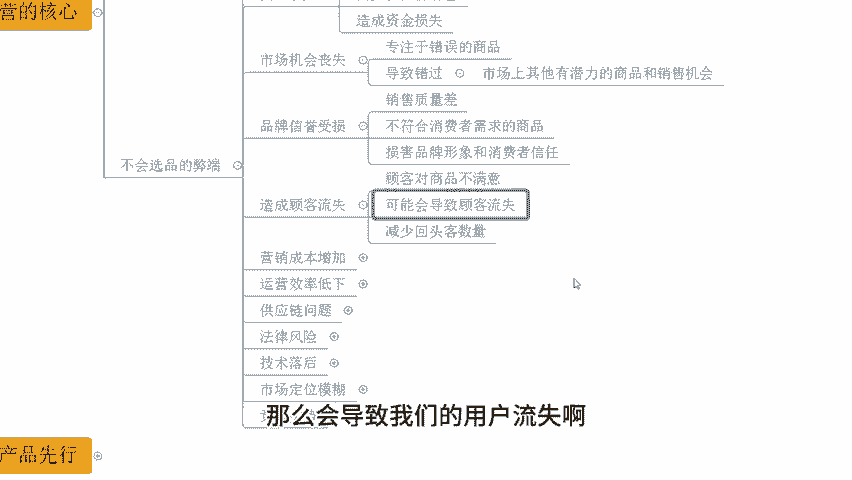 营的核心
造成资金损失
市场机会丧失
专注于错误的商品
导致错过
市场上其他有潜力的商品和销售机会
品牌信誉受损
销售质量差
不符合消费者需求的商品
损害品牌形象和消费者信任
不会选品的弊端
造成顾客流失
顾客对商品不满意
可能会导致顾客流失
减少回头客数量
营销成本增加
运营效率低下
供应链问题
法律风险
技术落后
市场定位模糊
那么会导致我们的用户流失啊
产品先行